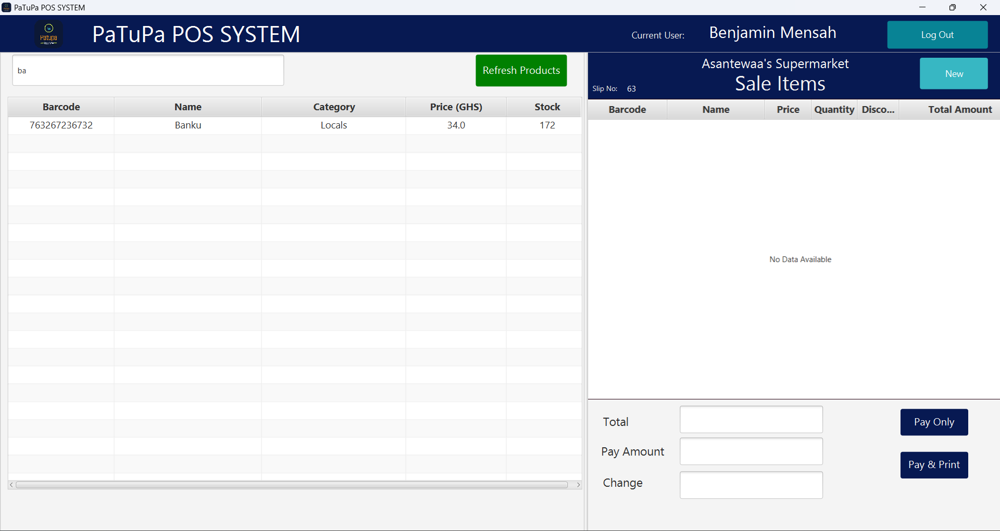 PaTuPa POS SYSTEM
Patupa
PaTuPa POS SYSTEM
Current User:
Benjamin Mensah
Log Out
ba
Refresh Products
Barcode Name Category Price (GHS) Stock
763267236732 Banku Locals 34.0 172
Asantewaa's Supermarket
Sale Items
Slip No: 63
New
Barcode Name Price Quantity Disco... Total Amount
No Data Available
Total
Pay Amount
Change
Pay Only
Pay & Print